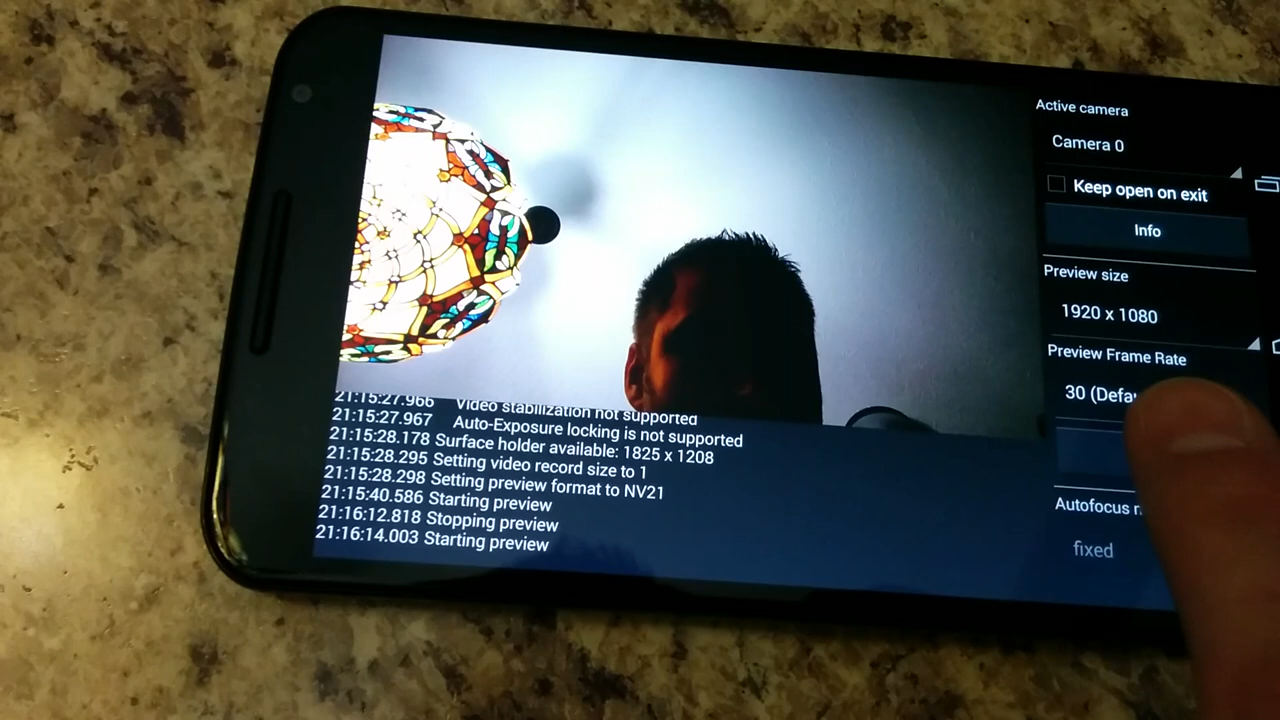 Active camera
Camera 0
Keep open on exit
Info
Preview size
1920 x 1080
Preview Frame Rate
30
Autofocus
fixed
21:15:27.966 Video stabilization not supported
21:15:27.967 Auto-Exposure locking is not supported
21:15:28.178 Surface holder available: 1825 x 1208
21:15:28.295 Setting video record size to 1
21:15:28.298 Setting preview format to NV21
21:15:40.586 Starting preview
21:16:12.818 Stopping preview
21:16:14.003 Starting preview